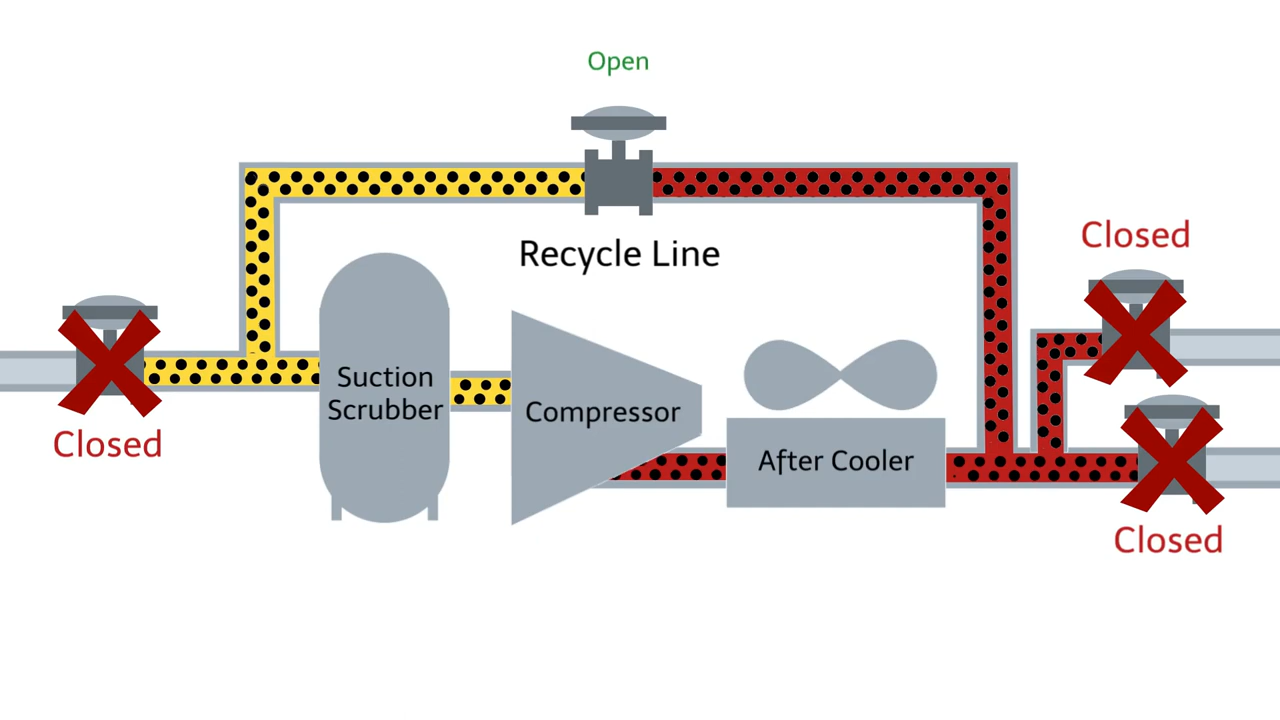 Open
Recycle Line
Closed
Closed
Suction
Scrubber
Compressor
After Cooler
Closed